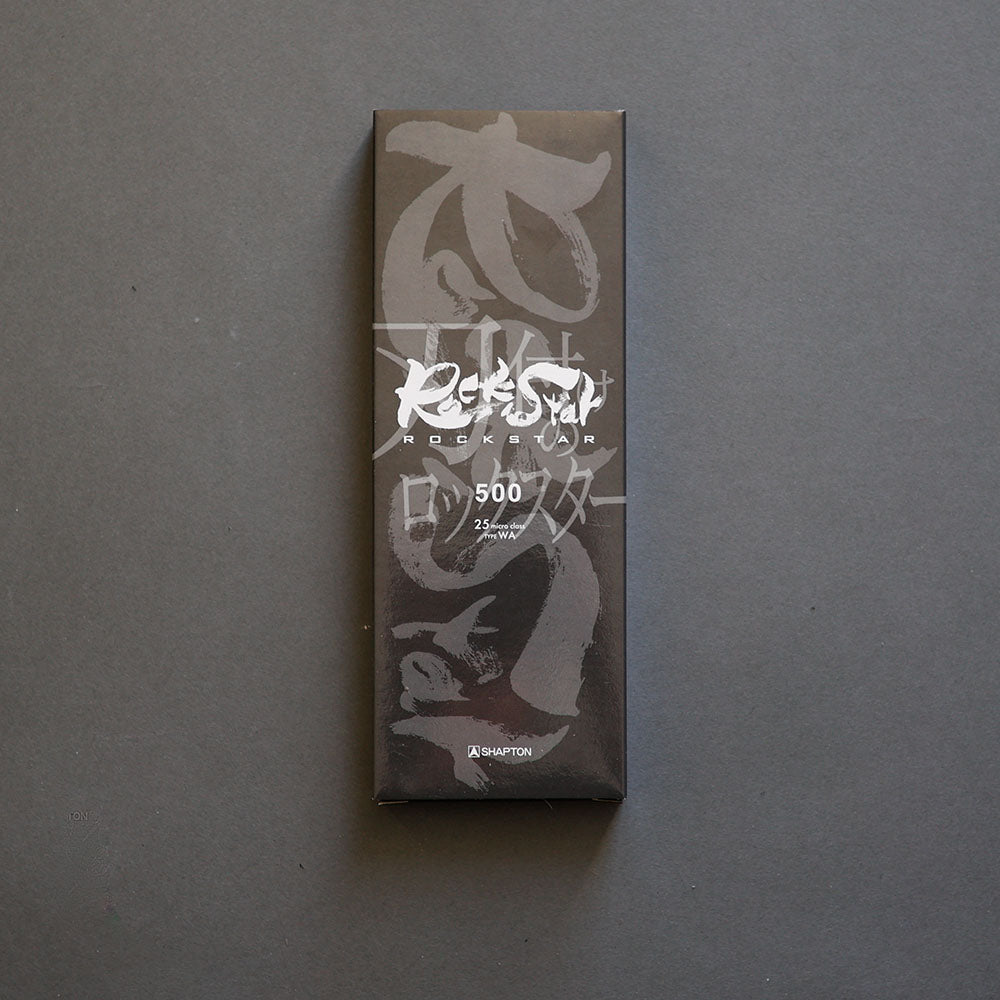 刃付け
RockStar
ROCKSTAR
の
ロックスター
500
25 micro class
TYPE WA
SHAPTON
TON